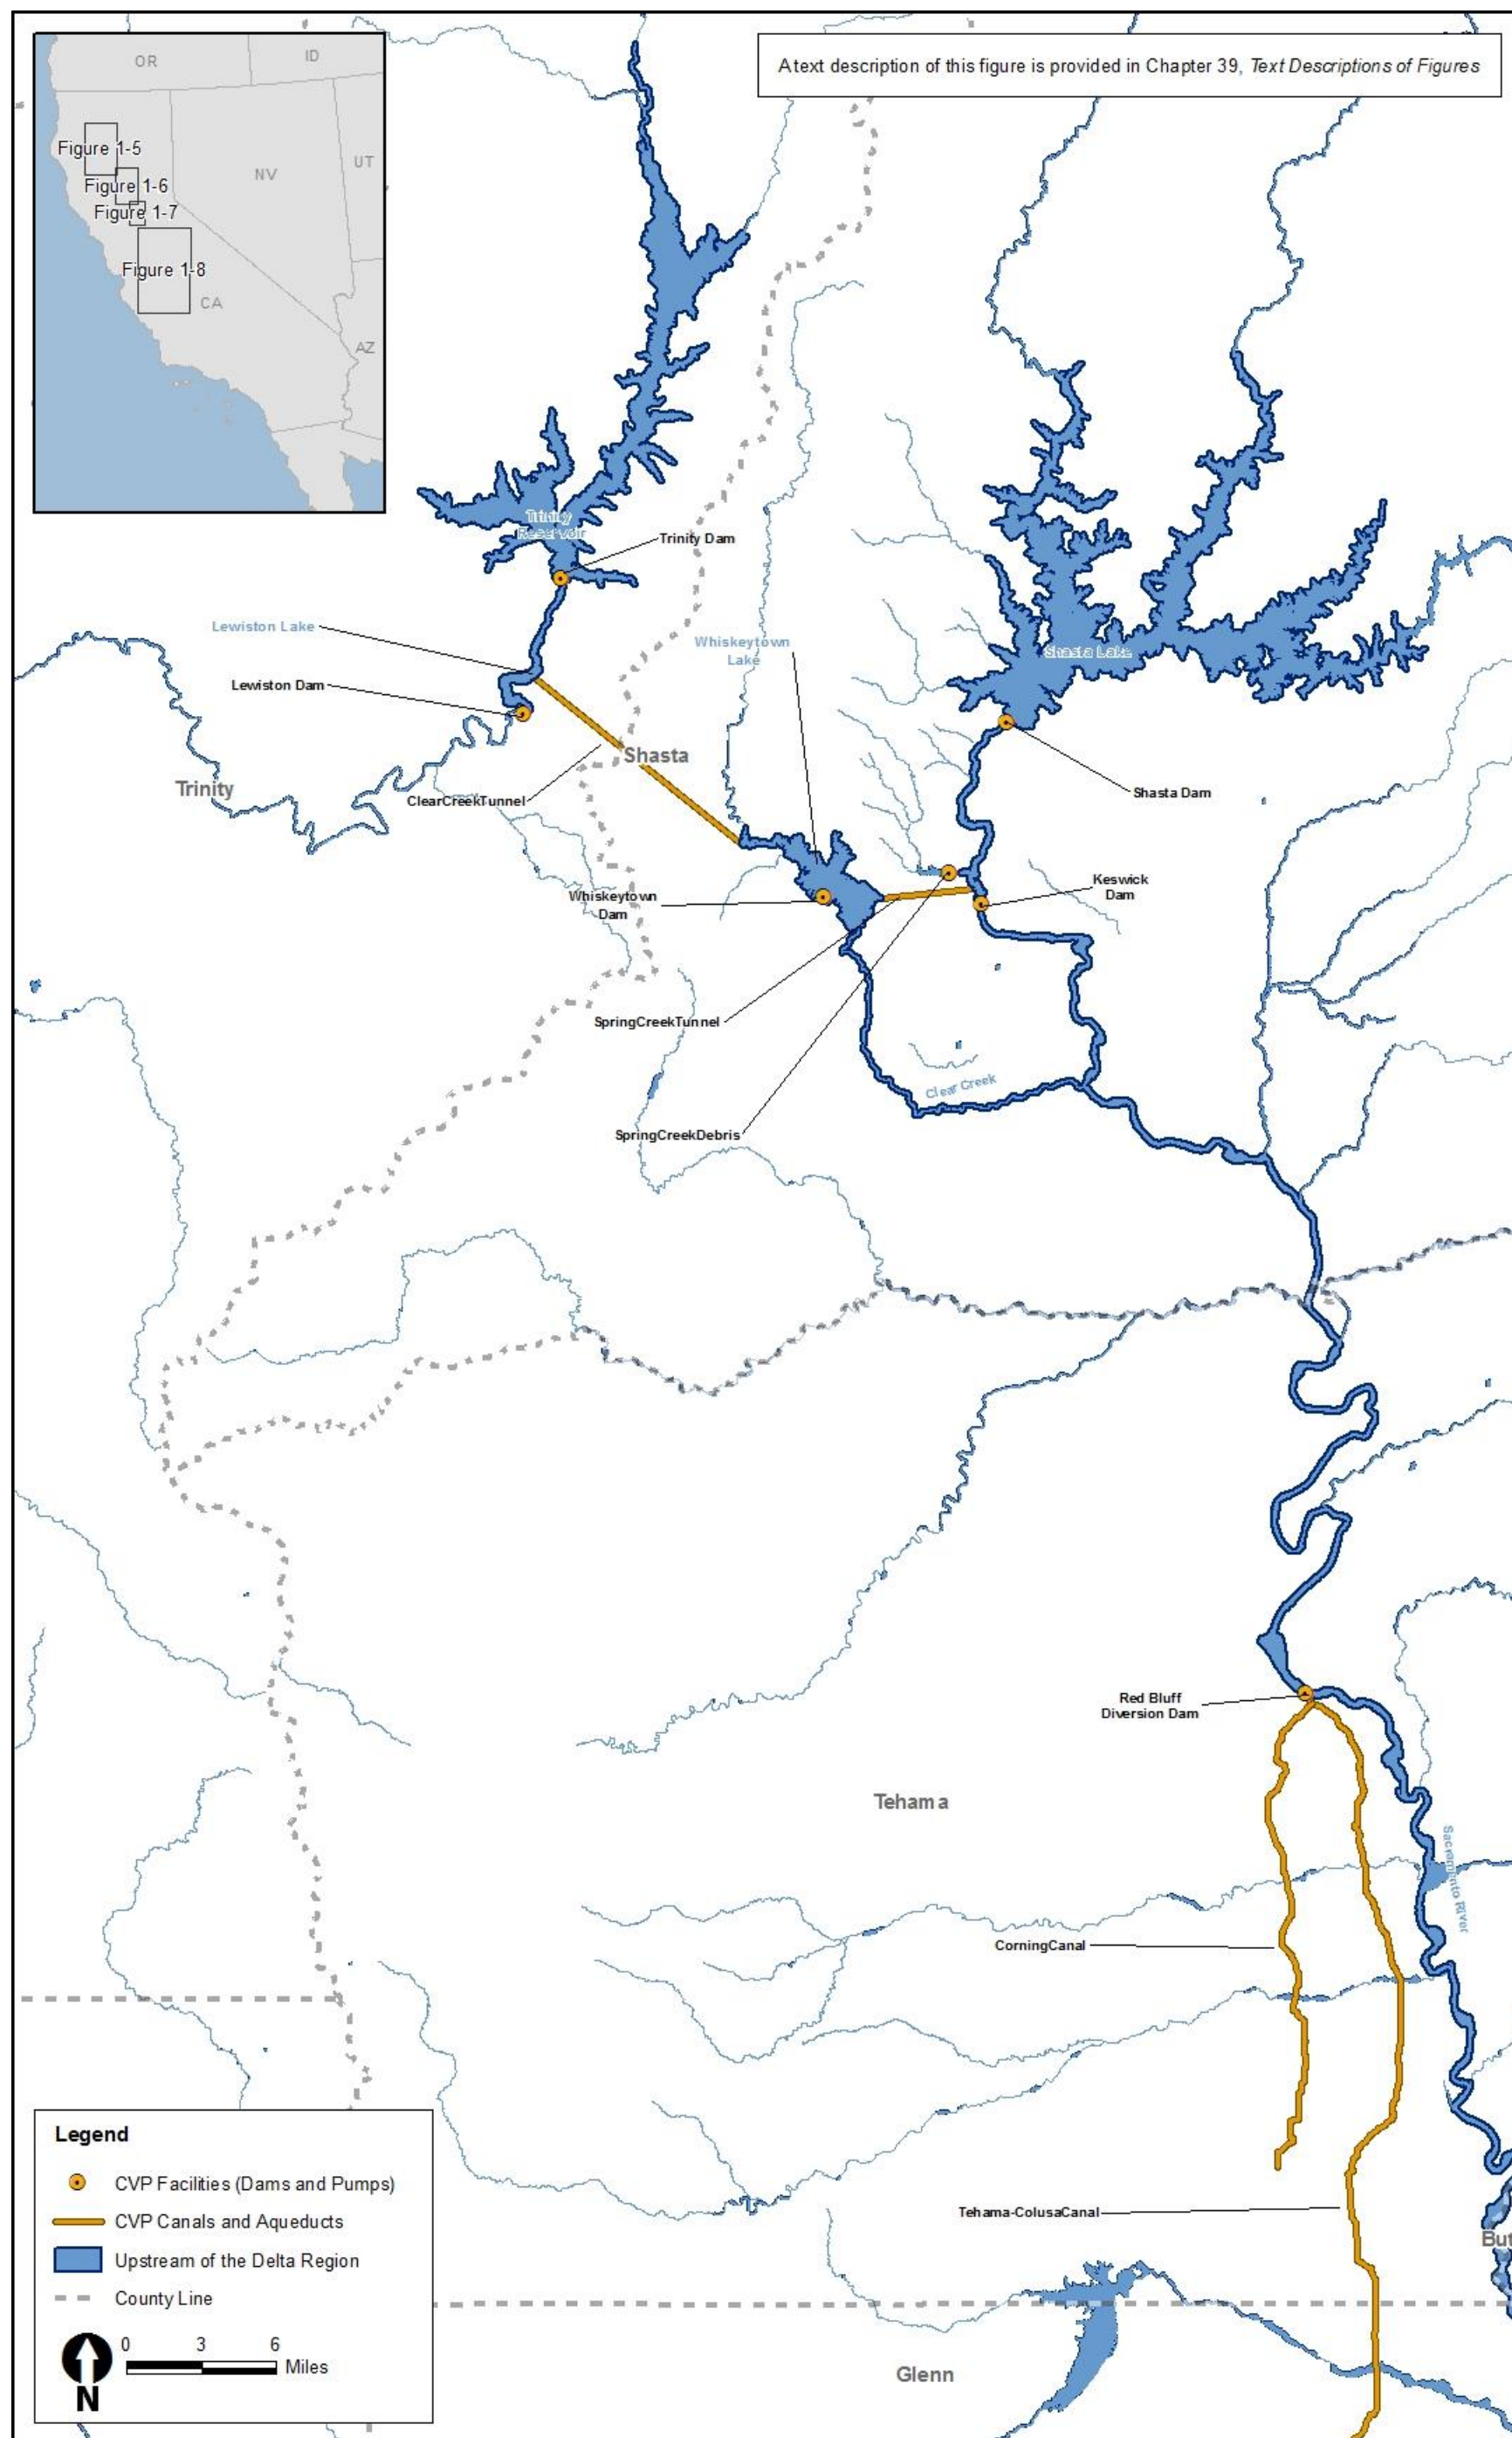 OR
ID
A text description of this figure is provided in Chapter 39, Text Descriptions of Figures
Figure 1-5
NV
UT
Figure 1-6
Figure 1-7
Figure 1-8
CA
AZ
Trinity
Reservoir
Trinity Dam
Lewiston Lake
Whiskeytown
Lake
Shasta Lake
Lewiston Dam
Shasta
Trinity
ClearCreekTunnel
Shasta Dam
Keswick
Dam
Whiskeytown
Dam
SpringCreekTunnel
Clear Creek
SpringCreekDebris
Red Bluff
Diversion Dam
Tehama
Sacramento River
CorningCanal
Tehama-ColusaCanal
But
Legend
CVP Facilities (Dams and Pumps)
CVP Canals and Aqueducts
Upstream of the Delta Region
County Line
0 3 6
Miles
N
Glenn